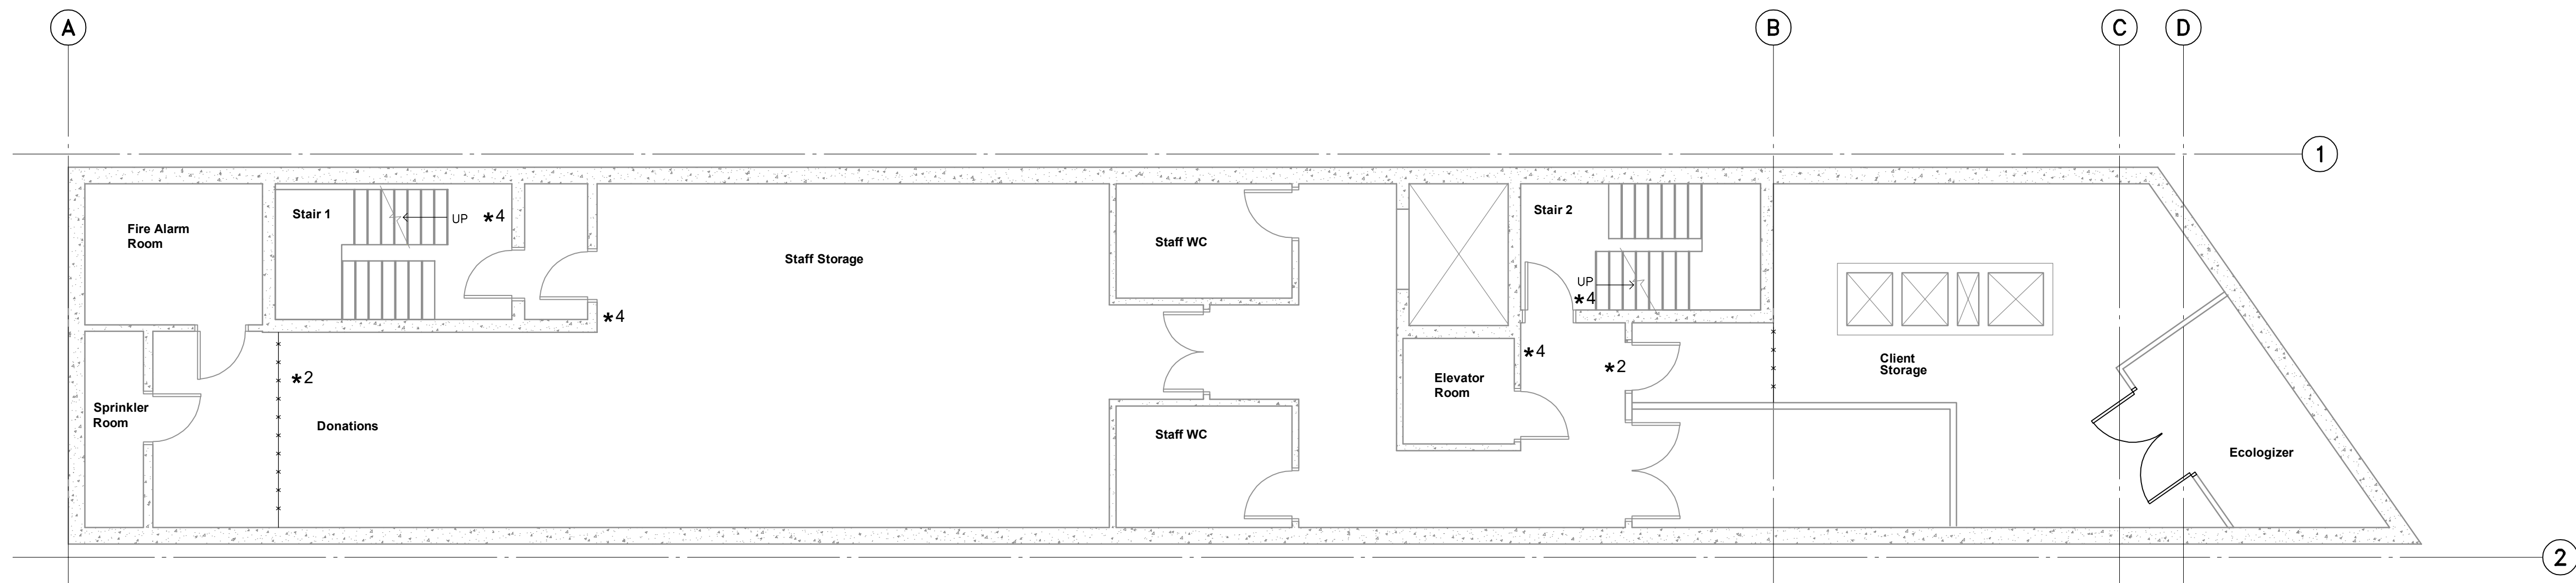 A
B
C
D
1
Fire Alarm
Room
Stair 1
UP
*4
Staff Storage
Staff WC
Stair 2
UP
*4
*4
*4
*2
Sprinkler
Room
Donations
Staff WC
Elevator
Room
*2
Client
Storage
Ecologizer
2